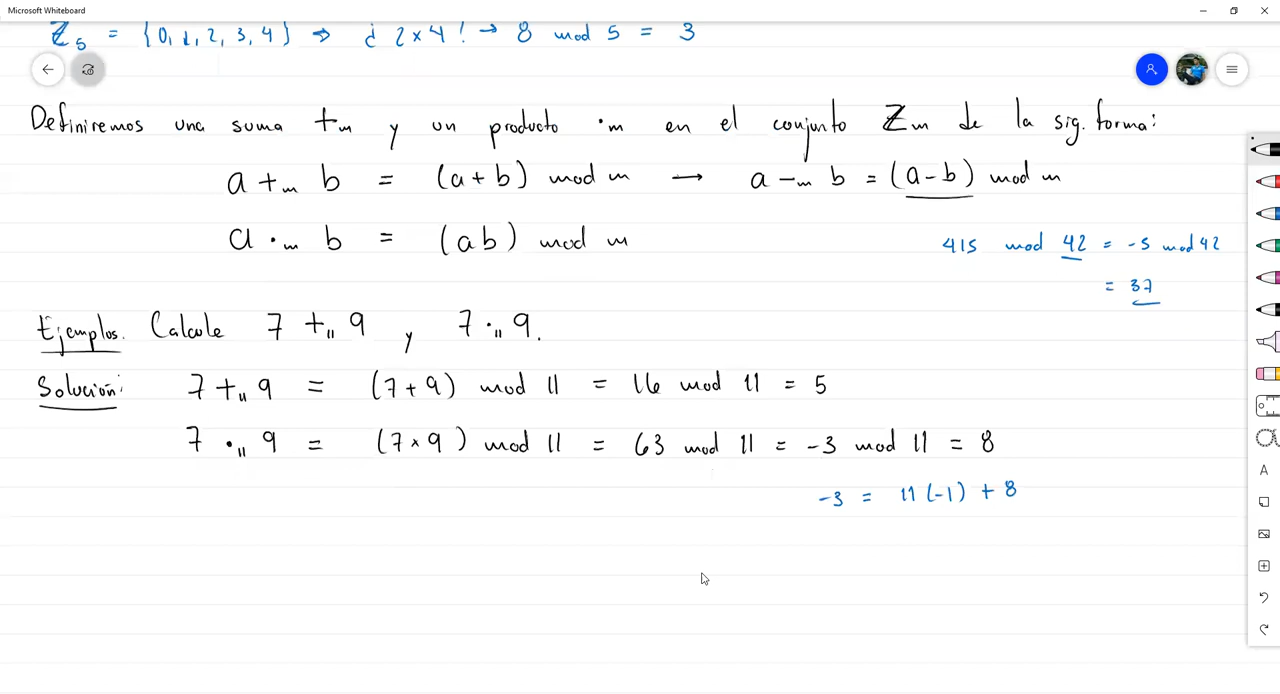 Microsoft Whiteboard
ℤ₅ = {0, 1, 2, 3, 4} ⇒ ¿ 2 × 4 ! → 8 mod 5 = 3
Definiremos una suma +ₘ y un producto ·ₘ en el conjunto ℤₘ de la sig. forma:
a +ₘ b = (a + b) mod m → a −ₘ b = (a − b) mod m
a ·ₘ b = (ab) mod m
415 mod 42 = -5 mod 42
= 37
Ejemplos. Calcule 7 +₁₁ 9 y 7 ·₁₁ 9.
Solución: 7 +₁₁ 9 = (7 + 9) mod 11 = 16 mod 11 = 5
7 ·₁₁ 9 = (7 × 9) mod 11 = 63 mod 11 = -3 mod 11 = 8
-3 = 11(-1) + 8
A